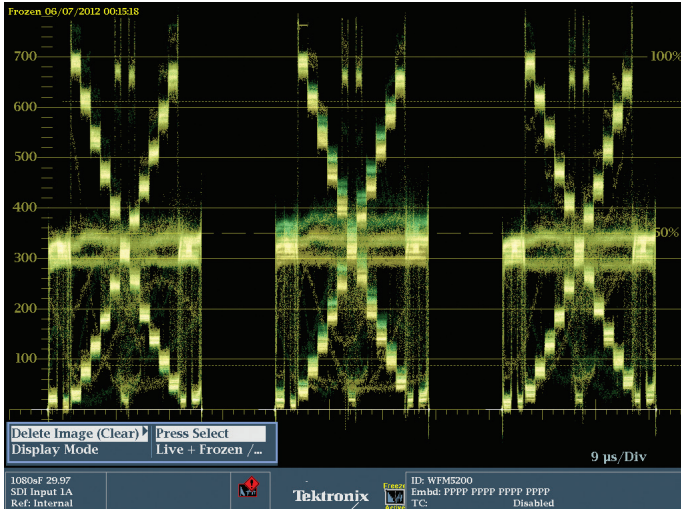 Frozen 06/07/2012 00:15:18
700
100%
600
500
400
50%
300
200
100
Delete Image (Clear) Press Select
Display Mode Live + Frozen /...
9 µs/Div
1080sF 29.97
SDI Input 1A
Ref: Internal
Tektronix
Freeze
Active
ID: WFM5200
Embd: PPPP PPPP PPPP PPPP
TC: Disabled